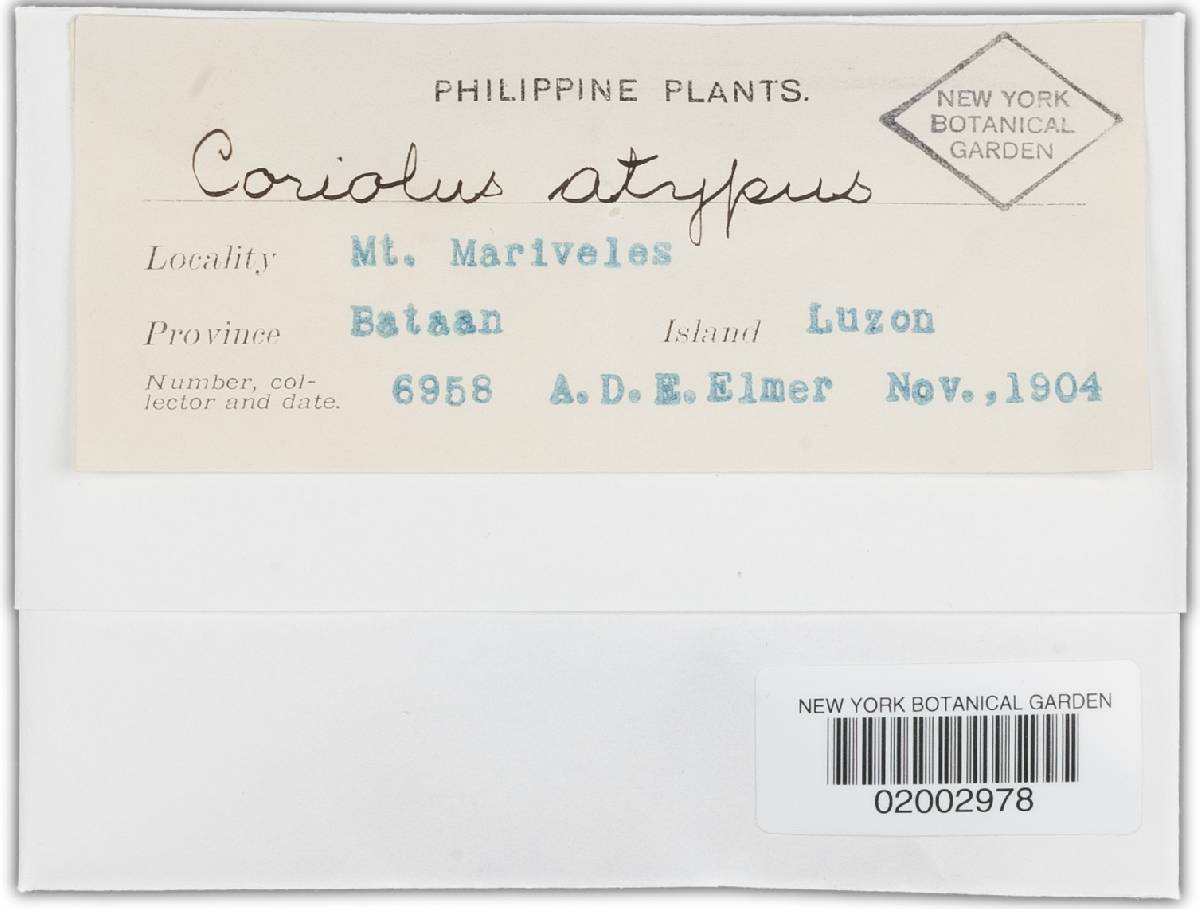 PHILIPPINE PLANTS.
NEW YORK
BOTANICAL
GARDEN
Coriolus atypus
Locality Mt. Mariveles
Province Bataan Island Luzon
Number, col-
lector and date. 6958 A.D.E.Elmer Nov.,1904
NEW YORK BOTANICAL GARDEN
02002978